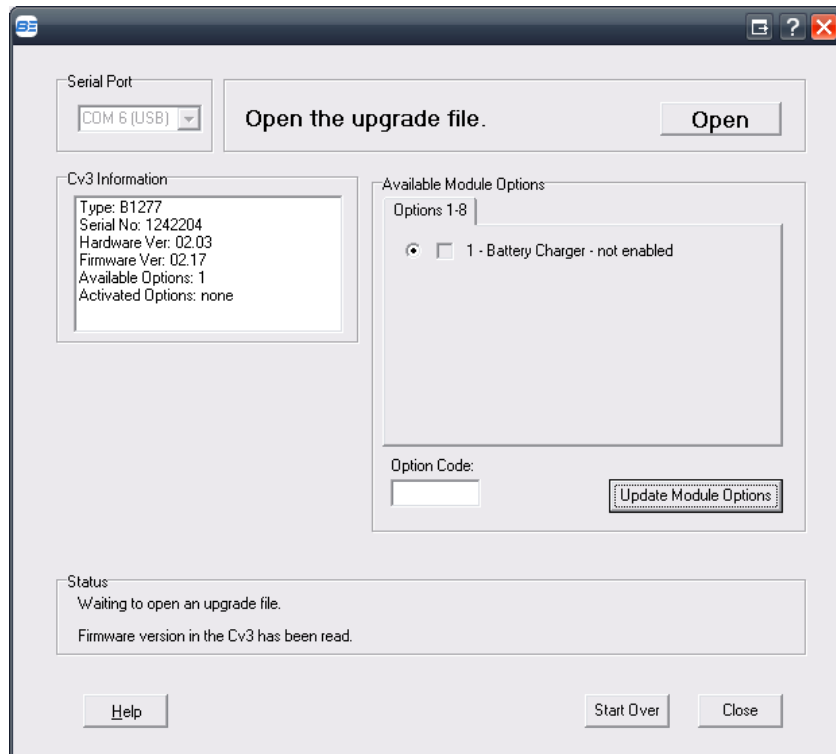 BE
Serial Port
COM 6 (USB)
Open the upgrade file.
Open
Cv3 Information
Type: B1277
Serial No: 1242204
Hardware Ver: 02.03
Firmware Ver: 02.17
Available Options: 1
Activated Options: none
Available Module Options
Options 1-8
1 - Battery Charger - not enabled
Option Code:
Update Module Options
Status
Waiting to open an upgrade file.
Firmware version in the Cv3 has been read.
Help
Start Over
Close